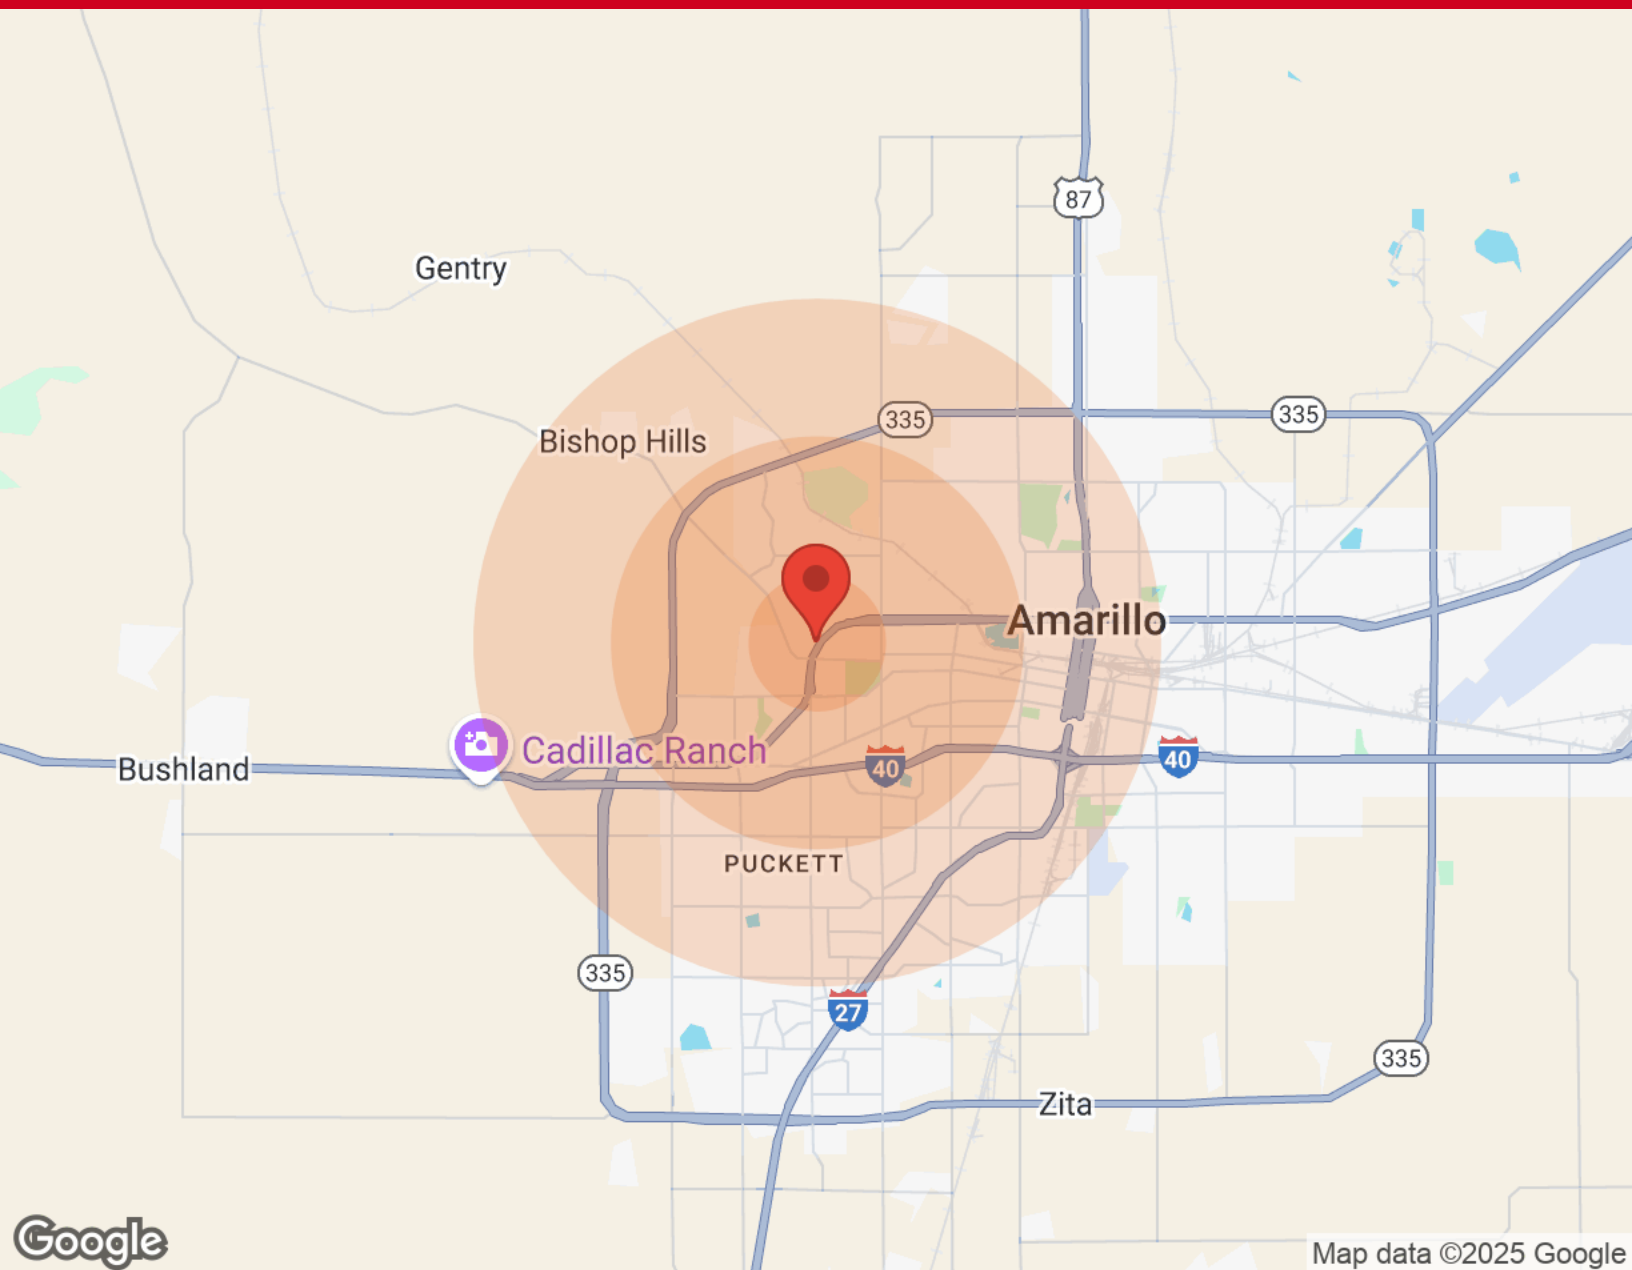 87
Gentry
335
335
Bishop Hills
Amarillo
Cadillac Ranch
40
40
Bushland
PUCKETT
335
27
335
Zita
Google
Map data ©2025 Google